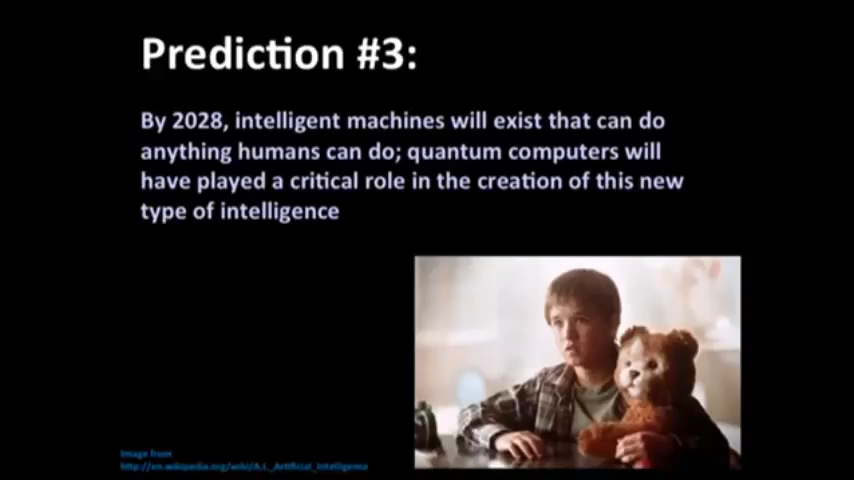 Prediction #3:
By 2028, intelligent machines will exist that can do
anything humans can do; quantum computers will
have played a critical role in the creation of this new
type of intelligence
Image from
http://en.wikipedia.org/wiki/A.I._Artificial_Intelligence